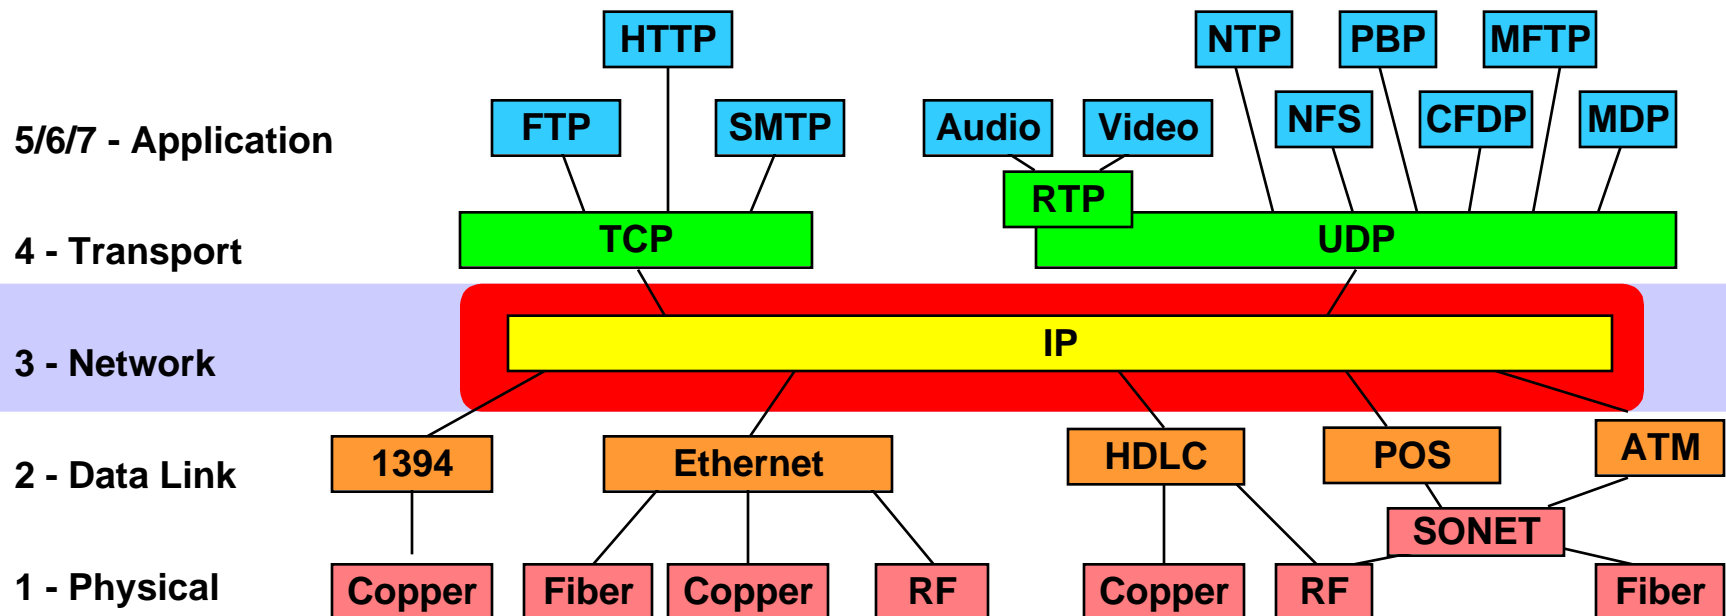 HTTP
NTP
PBP
MFTP
5/6/7 - Application
FTP
SMTP
Audio
Video
NFS
CFDP
MDP
RTP
4 - Transport
TCP
UDP
3 - Network
IP
2 - Data Link
1394
Ethernet
HDLC
POS
ATM
SONET
1 - Physical
Copper
Fiber
Copper
RF
Copper
RF
Fiber